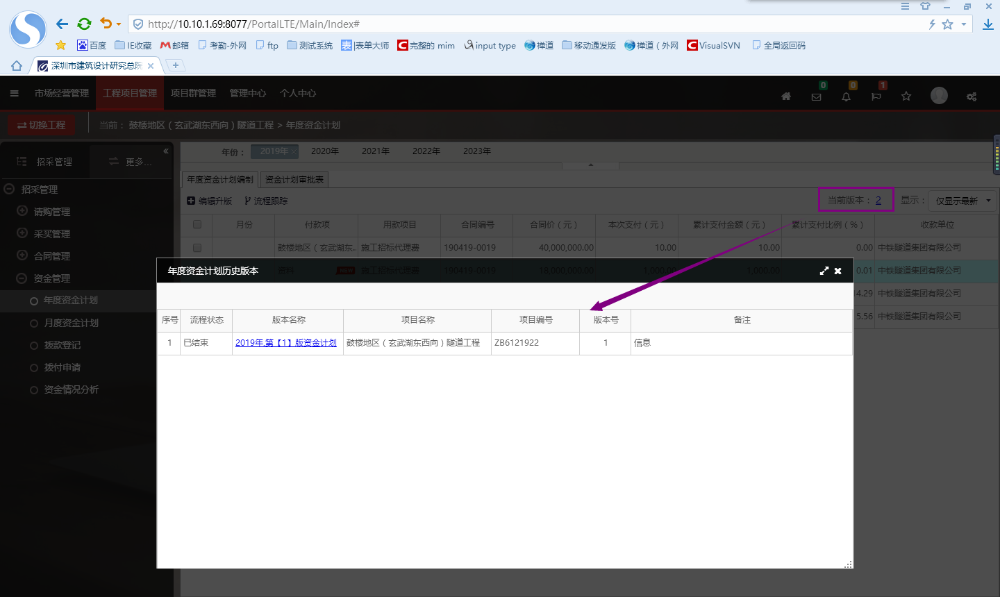 http://10.10.1.69:8077/PortalLTE/Main/Index#
百度 IE收藏 邮箱 考勤-外网 ftp 测试系统 表 |表单大师 完整的 mim input type 禅道 移动通发版 禅道（外网 VisualSVN 全局返回码
深圳市建筑设计研究总院
市场经营管理 工程项目管理 项目群管理 管理中心 个人中心 0 0 1
切换工程 当前： 鼓楼地区（玄武湖东西向）隧道工程 > 年度资金计划
招采管理 更多...
招采管理
请购管理
采买管理
合同管理
资金管理
年度资金计划
月度资金计划
拨款登记
拨付申请
资金情况分析
年份： 2019年 2020年 2021年 2022年 2023年
年度资金计划编制 资金计划审批表
编辑升版 流程跟踪 当前版本： 2 显示： 仅显示最新
月份 付款项 用款项目 合同编号 合同价（元） 本次支付（元） 累计支付金额（元） 累计支付比例（%） 收款单位
鼓楼地区（玄武湖东... 施工招标代理费 190419-0019 40,000,000.00 10.00 10.00 0.00 中铁隧道集团有限公司
资料 NEW 施工招标代理费 190419-0019 18,000,000.00 1,000.00 1,000.00 0.01 中铁隧道集团有限公司
4.29 中铁隧道集团有限公司
5.56 中铁隧道集团有限公司
年度资金计划历史版本
序号 流程状态 版本名称 项目名称 项目编号 版本号 备注
1 已结束 2019年,第【1】版资金计划 鼓楼地区（玄武湖东西向）隧道工程 ZB6121922 1 信息